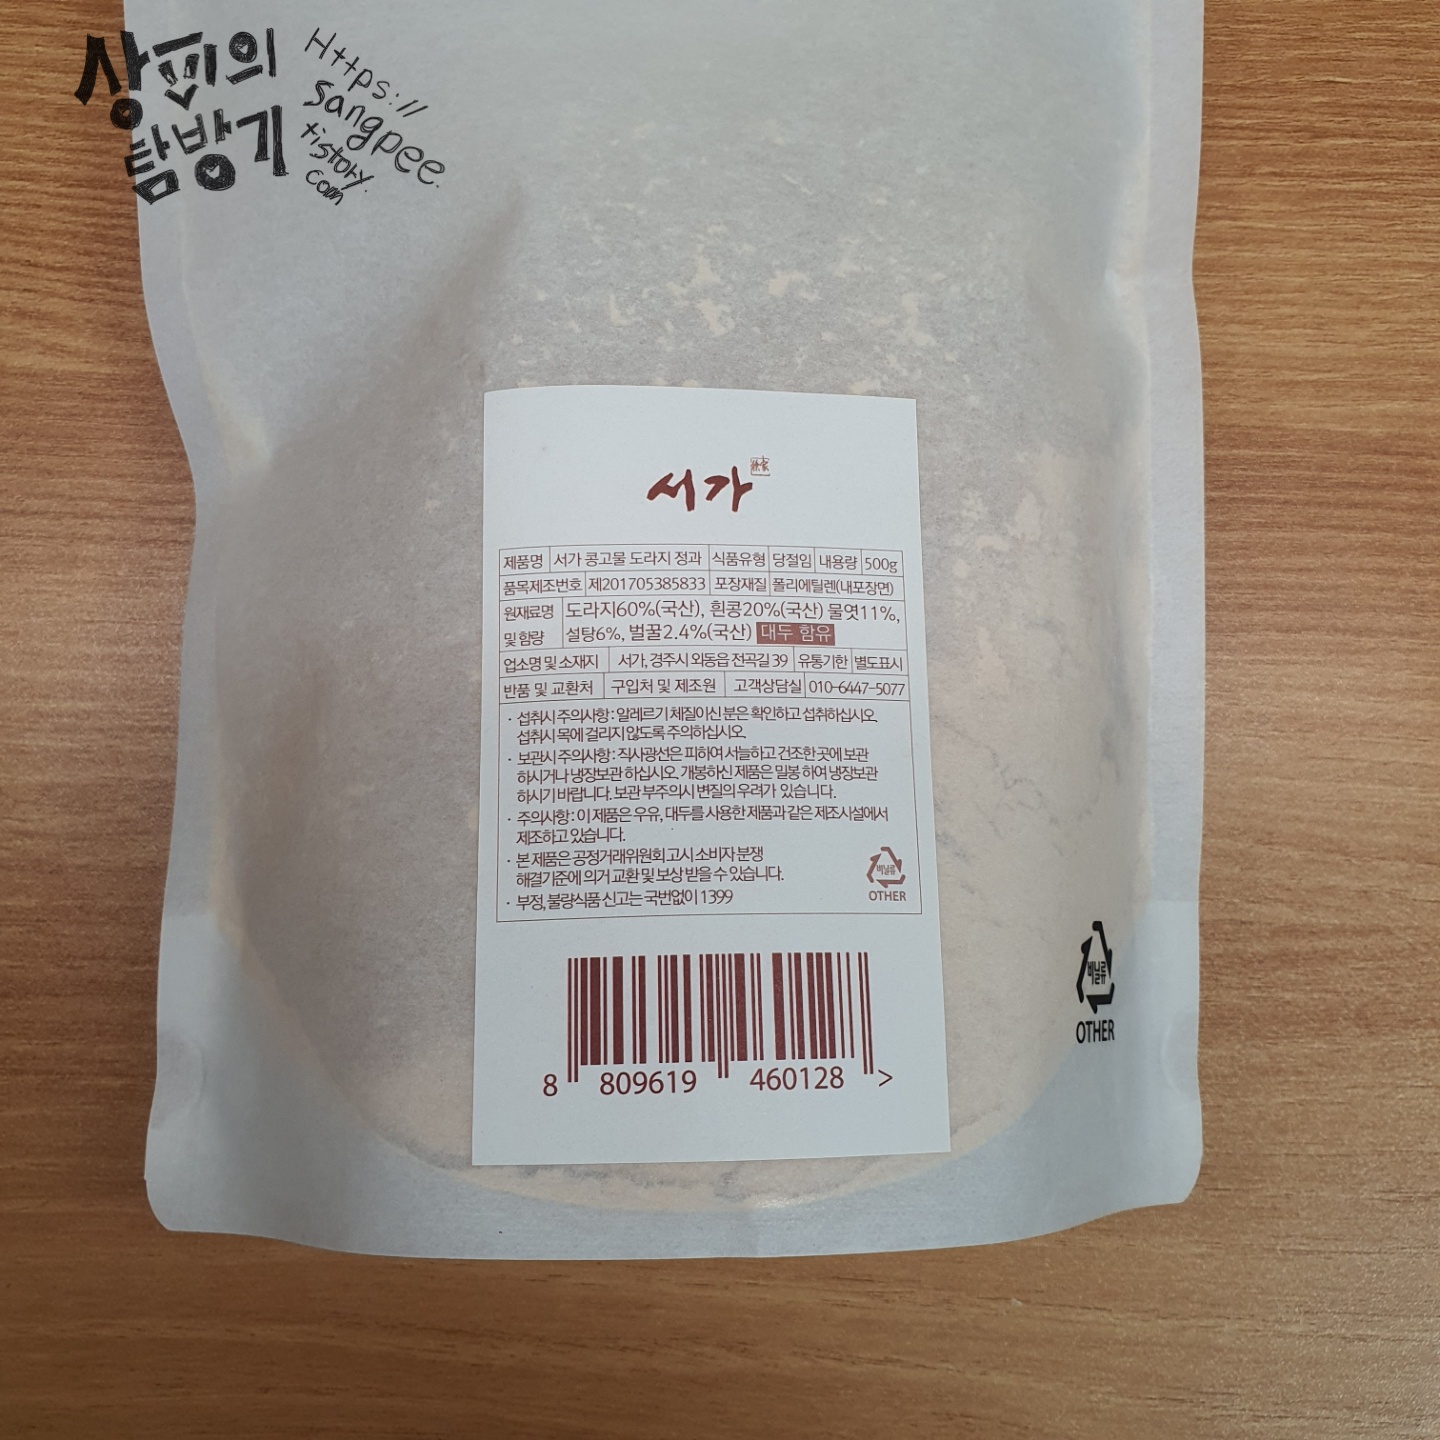 상삐의
탐방기
Https://
sangpee.
tistory.
com
서가
제품명 서가 콩고물 도라지 정과 식품유형 당절임 내용량 500g
품목제조번호 제201705385833 포장재질 폴리에틸렌(내포장면)
원재료명 도라지60%(국산), 흰콩20%(국산) 물엿11%,
및 함량 설탕6%, 벌꿀2.4%(국산) 대두 함유
업소명 및 소재지 서가, 경주시 외동읍 전곡길 39 유통기한 별도표시
반품 및 교환처 구입처 및 제조원 고객상담실 010-6447-5077
· 섭취시 주의사항 : 알레르기 체질이신 분은 확인하고 섭취하십시오.
섭취시 목에 걸리지 않도록 주의하십시오.
· 보관시 주의사항 : 직사광선은 피하여 서늘하고 건조한 곳에 보관
하시거나 냉장보관 하십시오. 개봉하신 제품은 밀봉 하여 냉장보관
하시기 바랍니다. 보관 부주의시 변질의 우려가 있습니다.
· 주의사항 : 이 제품은 우유, 대두를 사용한 제품과 같은 제조시설에서
제조하고 있습니다.
· 본 제품은 공정거래위원회 고시 소비자 분쟁
해결기준에 의거 교환 및 보상 받을 수 있습니다.
· 부정, 불량식품 신고는 국번없이 1399
비닐류
OTHER
8 809619 460128 >
비닐류
OTHER